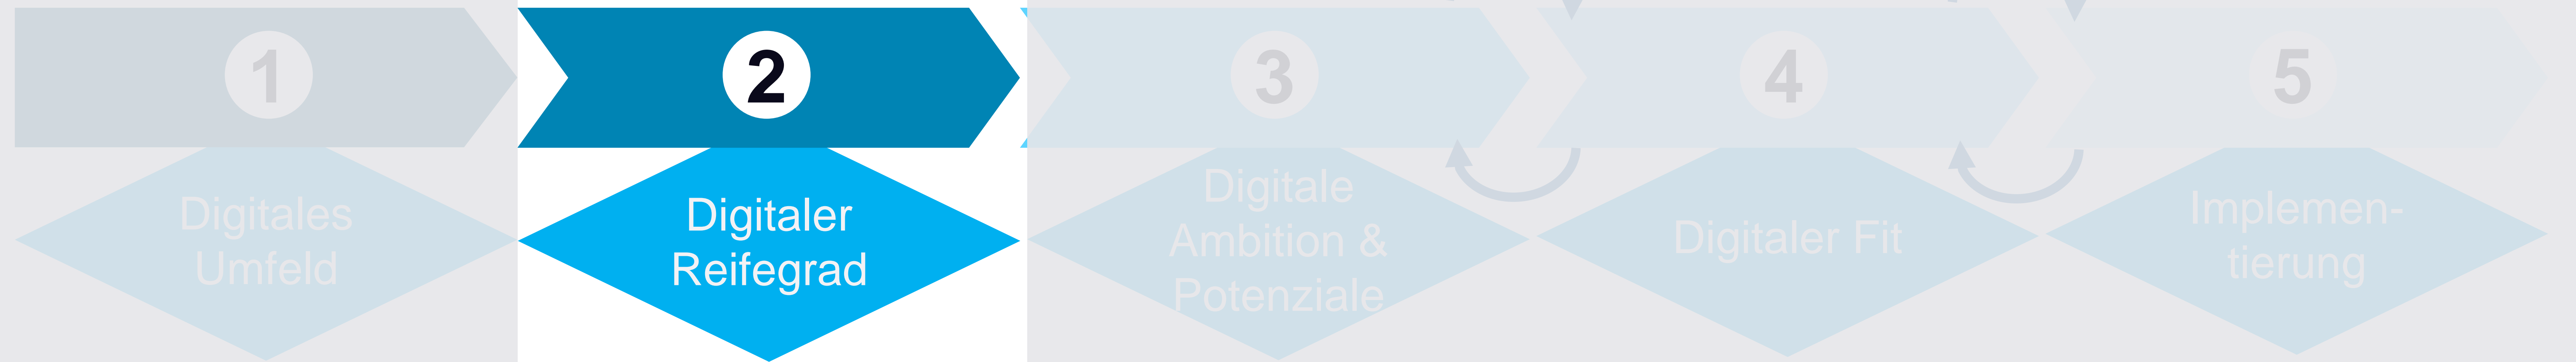 1
2
3
4
5
Digitales
Umfeld
Digitaler
Reifegrad
Digitale
Ambition &
Potenziale
Digitaler Fit
Implemen-
tierung